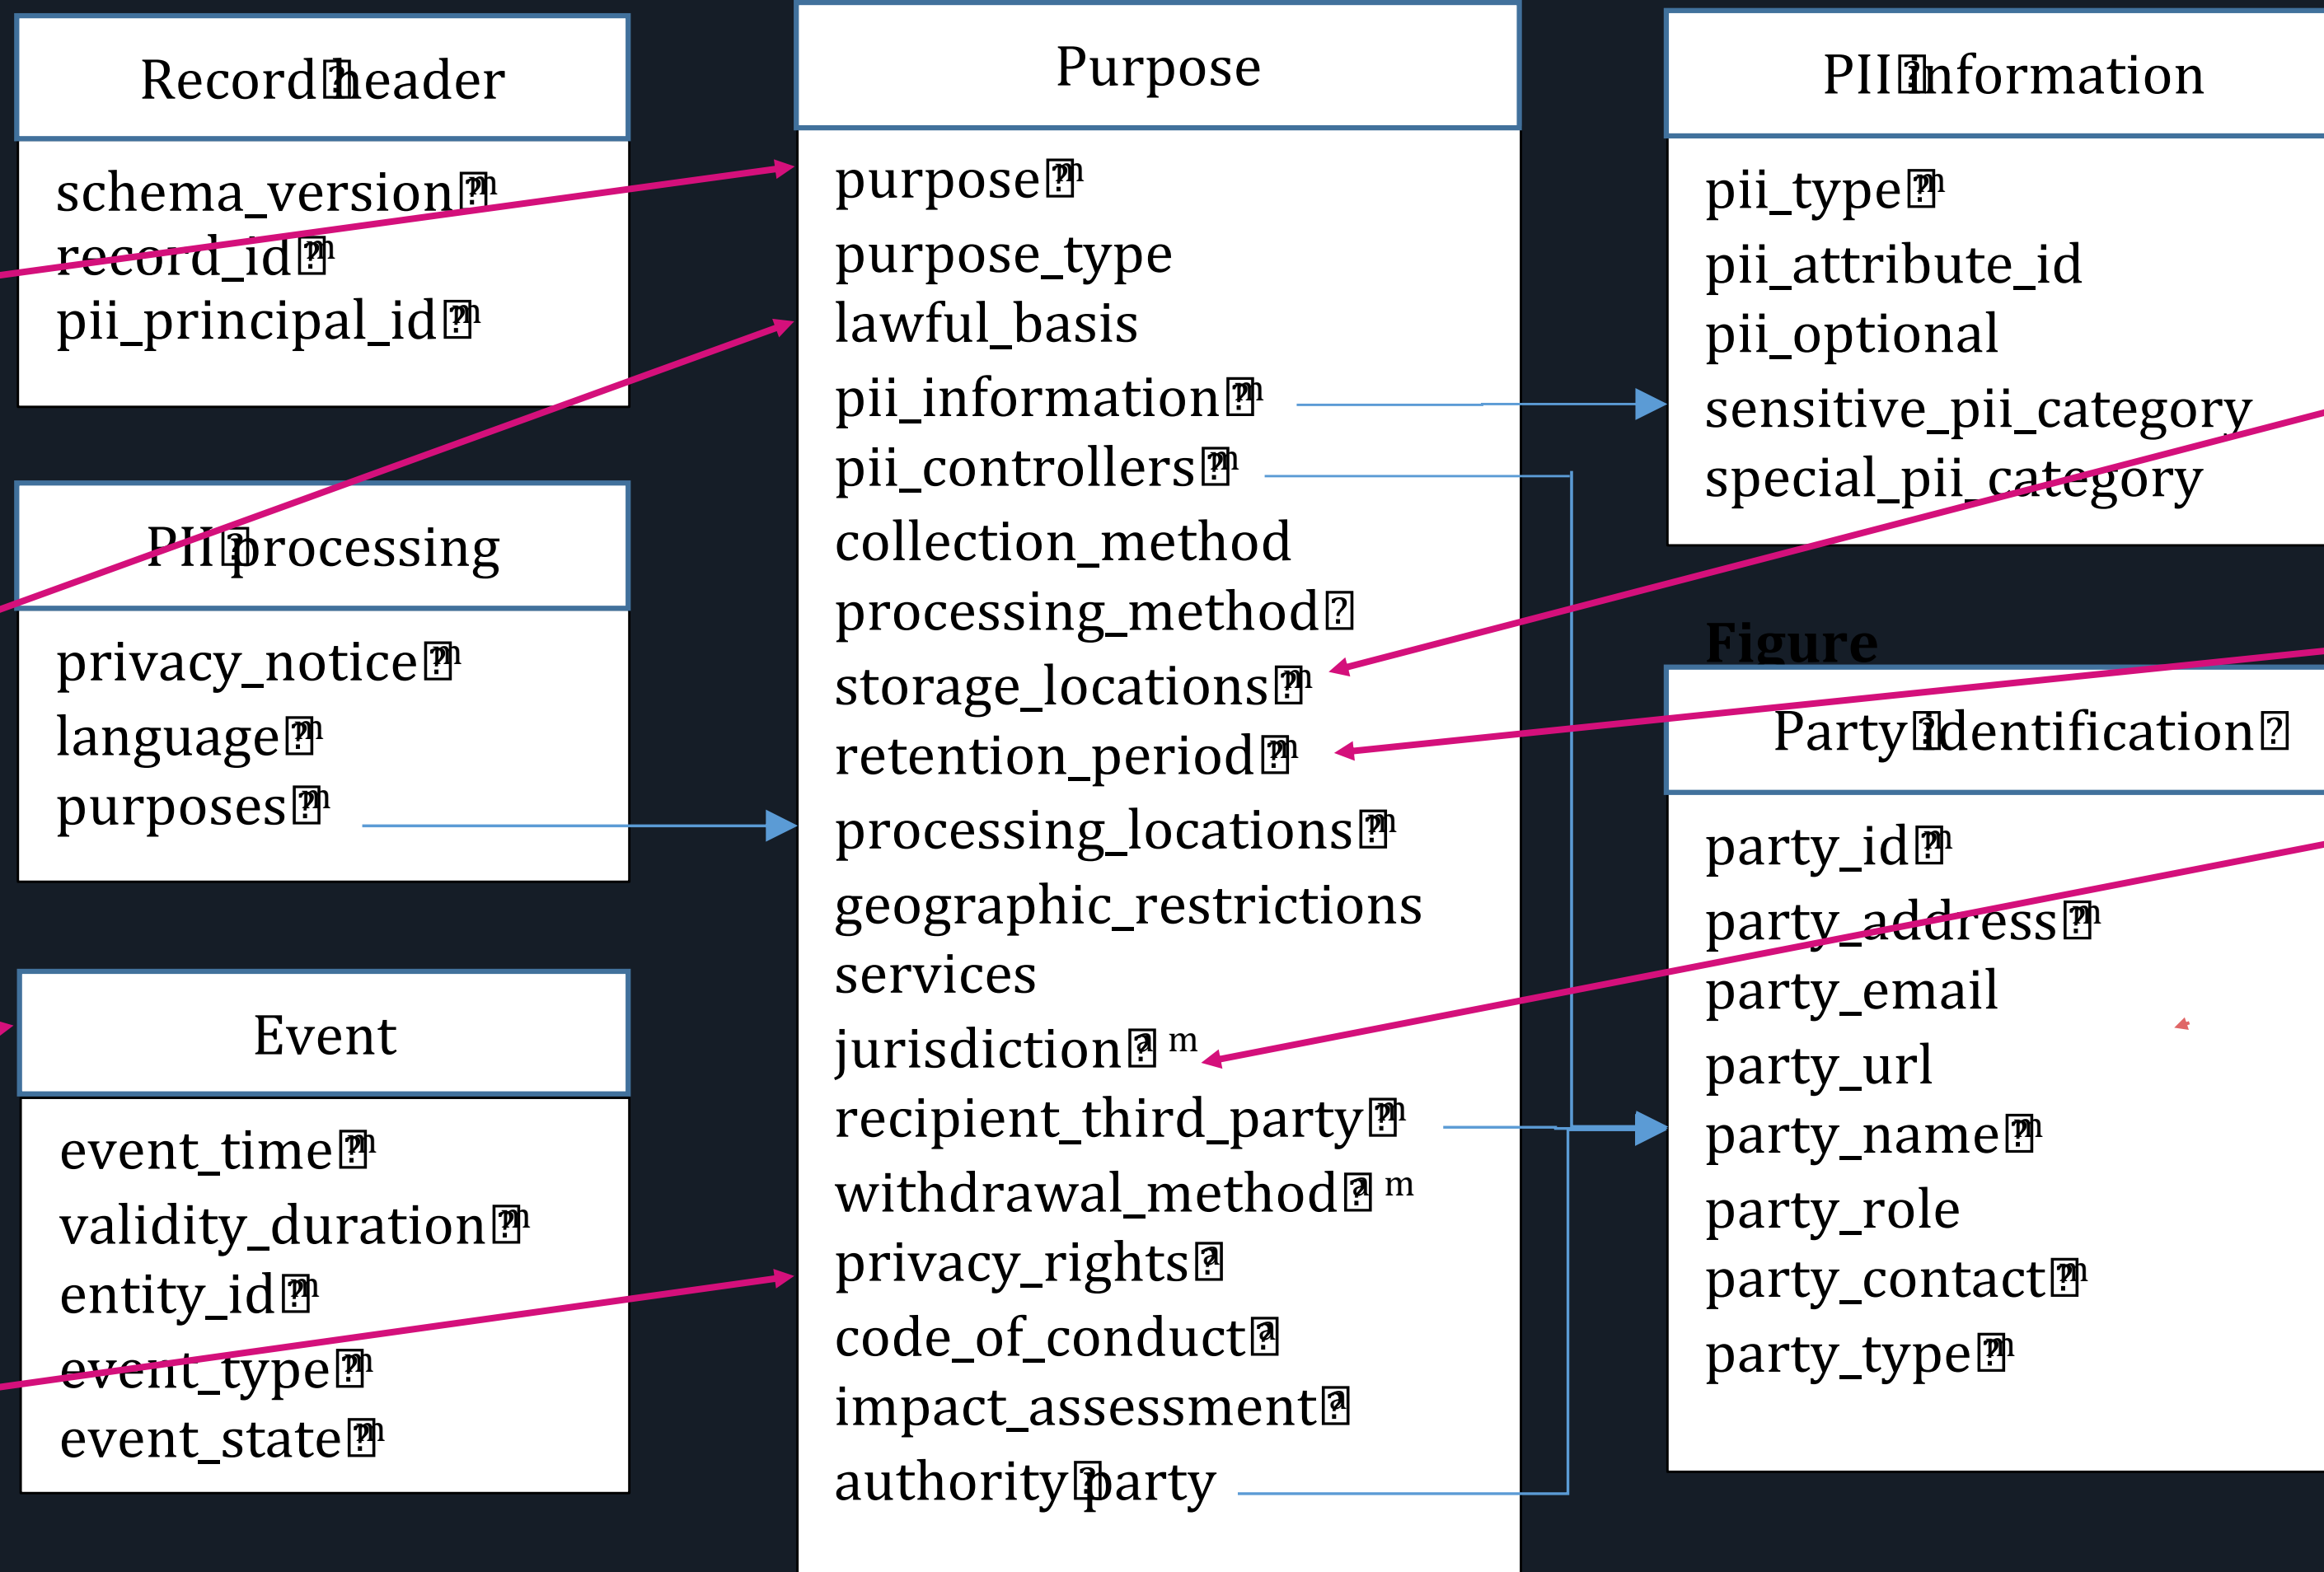 Record header
schema_version m
record_id m
pii_principal_id m
PII processing
privacy_notice m
language m
purposes m
Event
event_time m
validity_duration m
entity_id m
event_type m
event_state m
Purpose
purpose m
purpose_type
lawful_basis
pii_information m
pii_controllers m
collection_method
processing_method
storage_locations m
retention_period m
processing_locations m
geographic_restrictions
services
jurisdiction a m
recipient_third_party m
withdrawal_method a m
privacy_rights a
code_of_conduct a
impact_assessment a
authority party
PII information
pii_type m
pii_attribute_id
pii_optional
sensitive_pii_category
special_pii_category
Figure
Party identification
party_id m
party_address m
party_email
party_url
party_name m
party_role
party_contact m
party_type m